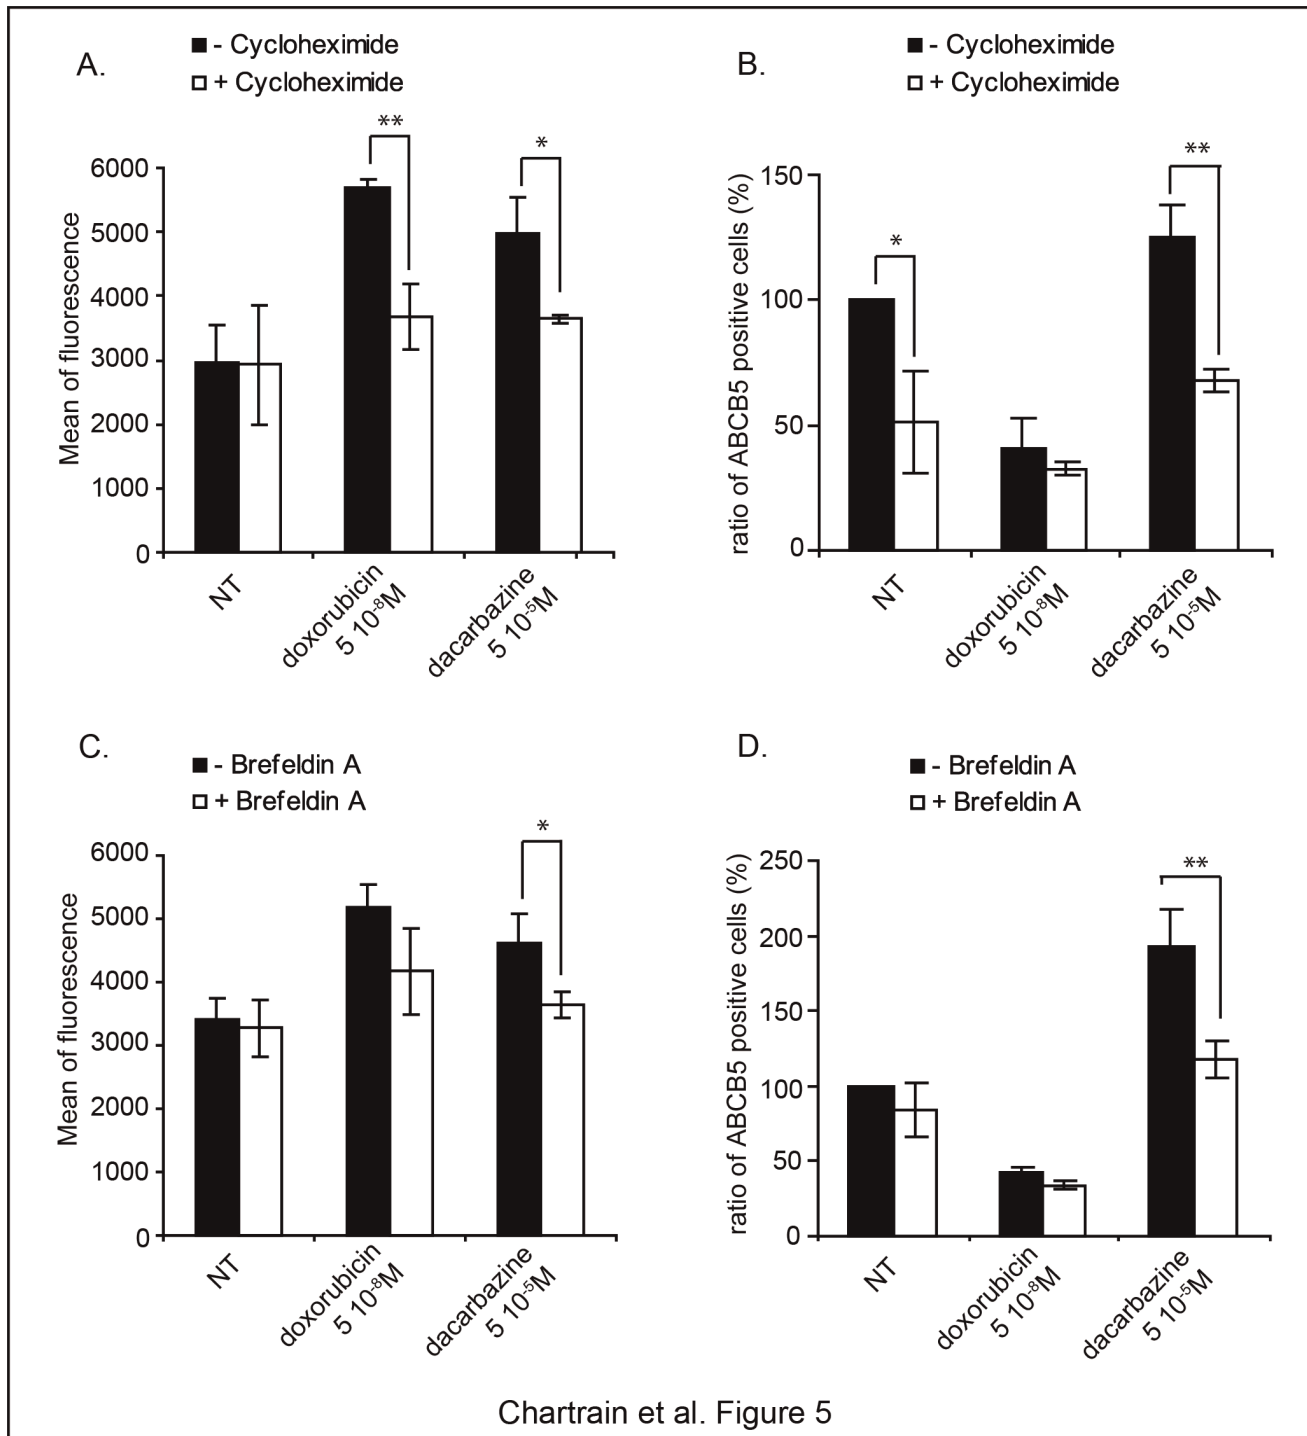 A.
- Cycloheximide
+ Cycloheximide
**
*
6000
5000
4000
3000
2000
1000
0
Mean of fluorescence
NT
doxorubicin
5 10⁻⁸M
dacarbazine
5 10⁻⁵M
B.
- Cycloheximide
+ Cycloheximide
*
**
150
100
50
0
ratio of ABCB5 positive cells (%)
NT
doxorubicin
5 10⁻⁸M
dacarbazine
5 10⁻⁵M
C.
- Brefeldin A
+ Brefeldin A
*
6000
5000
4000
3000
2000
1000
0
Mean of fluorescence
NT
doxorubicin
5 10⁻⁸M
dacarbazine
5 10⁻⁵M
D.
- Brefeldin A
+ Brefeldin A
**
250
200
150
100
50
0
ratio of ABCB5 positive cells (%)
NT
doxorubicin
5 10⁻⁸M
dacarbazine
5 10⁻⁵M
Chartrain et al. Figure 5